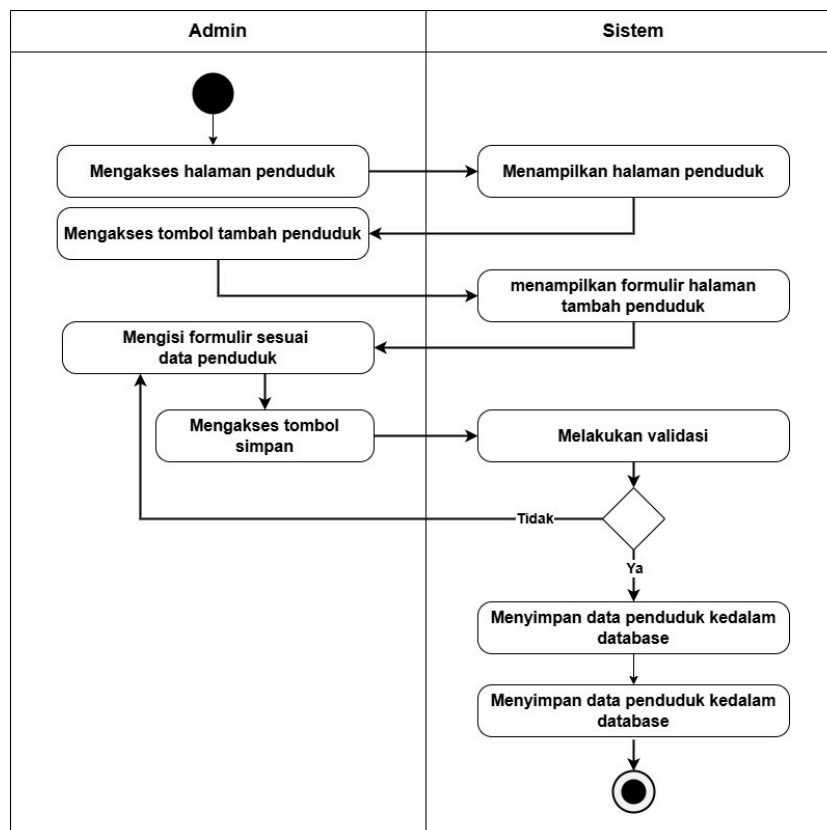 Admin
Sistem
Mengakses halaman penduduk
Menampilkan halaman penduduk
Mengakses tombol tambah penduduk
menampilkan formulir halaman
tambah penduduk
Mengisi formulir sesuai
data penduduk
Mengakses tombol
simpan
Melakukan validasi
Tidak
Ya
Menyimpan data penduduk kedalam
database
Menyimpan data penduduk kedalam
database